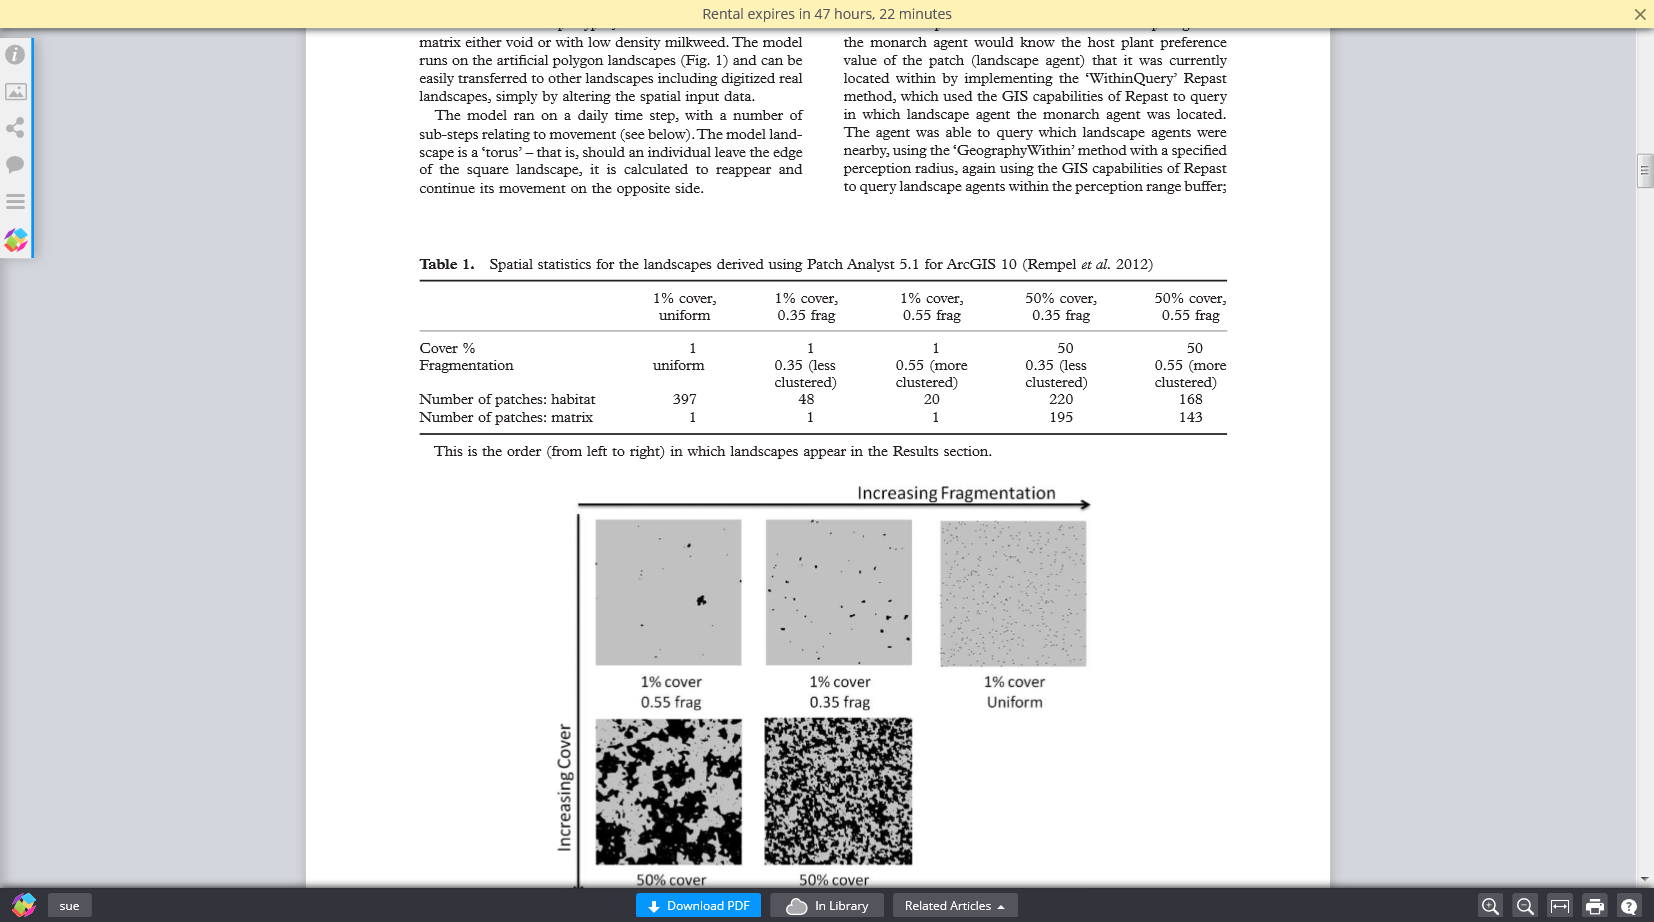 Rental expires in 47 hours, 22 minutes
matrix either void or with low density milkweed. The model
runs on the artificial polygon landscapes (Fig. 1) and can be
easily transferred to other landscapes including digitized real
landscapes, simply by altering the spatial input data.
The model ran on a daily time step, with a number of
sub-steps relating to movement (see below). The model land-
scape is a ‘torus’ – that is, should an individual leave the edge
of the square landscape, it is calculated to reappear and
continue its movement on the opposite side.
the monarch agent would know the host plant preference
value of the patch (landscape agent) that it was currently
located within by implementing the ‘WithinQuery’ Repast
method, which used the GIS capabilities of Repast to query
in which landscape agent the monarch agent was located.
The agent was able to query which landscape agents were
nearby, using the ‘GeographyWithin’ method with a specified
perception radius, again using the GIS capabilities of Repast
to query landscape agents within the perception range buffer;
Table 1. Spatial statistics for the landscapes derived using Patch Analyst 5.1 for ArcGIS 10 (Rempel et al. 2012)
1% cover, 1% cover, 1% cover, 50% cover, 50% cover,
uniform 0.35 frag 0.55 frag 0.35 frag 0.55 frag
Cover % 1 1 1 50 50
Fragmentation uniform 0.35 (less 0.55 (more 0.35 (less 0.55 (more
clustered) clustered) clustered) clustered)
Number of patches: habitat 397 48 20 220 168
Number of patches: matrix 1 1 1 195 143
This is the order (from left to right) in which landscapes appear in the Results section.
Increasing Fragmentation
1% cover 1% cover 1% cover
0.55 frag 0.35 frag Uniform
Increasing Cover
50% cover 50% cover
sue Download PDF In Library Related Articles